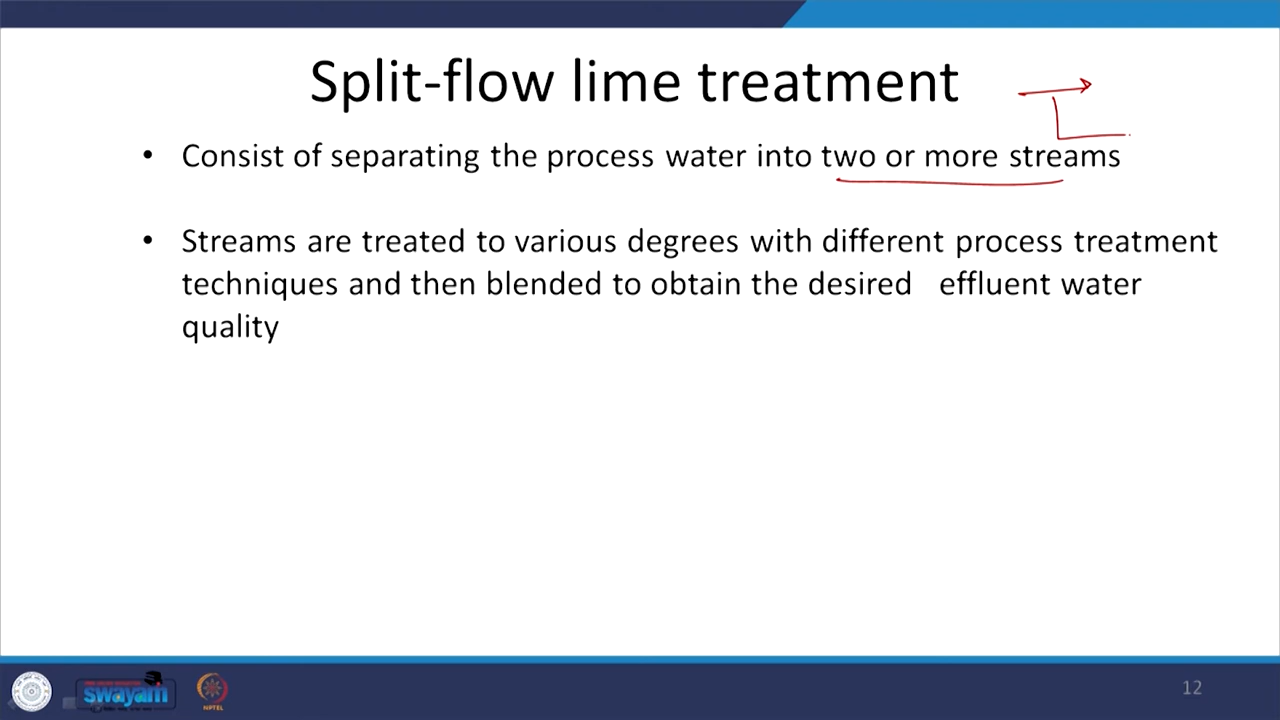 Split-flow lime treatment
• Consist of separating the process water into two or more streams
• Streams are treated to various degrees with different process treatment
techniques and then blended to obtain the desired effluent water
quality
swayam
NPTEL
12